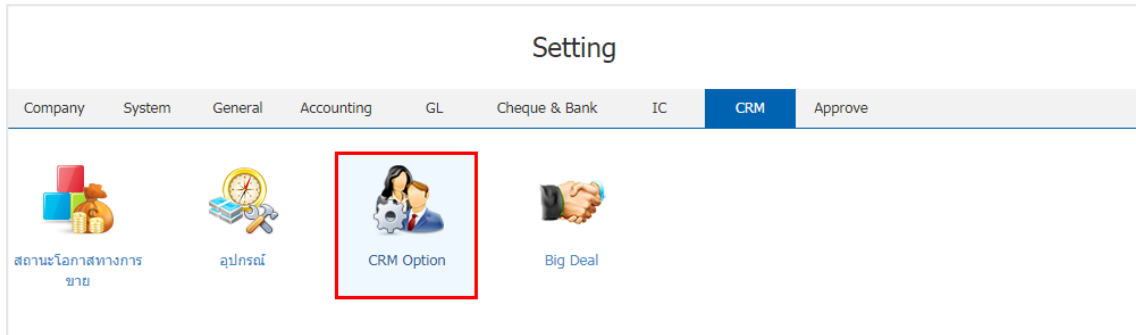 Setting
Company System General Accounting GL Cheque & Bank IC CRM Approve
สถานะโอกาสทางการ อุปกรณ์ CRM Option Big Deal
ขาย